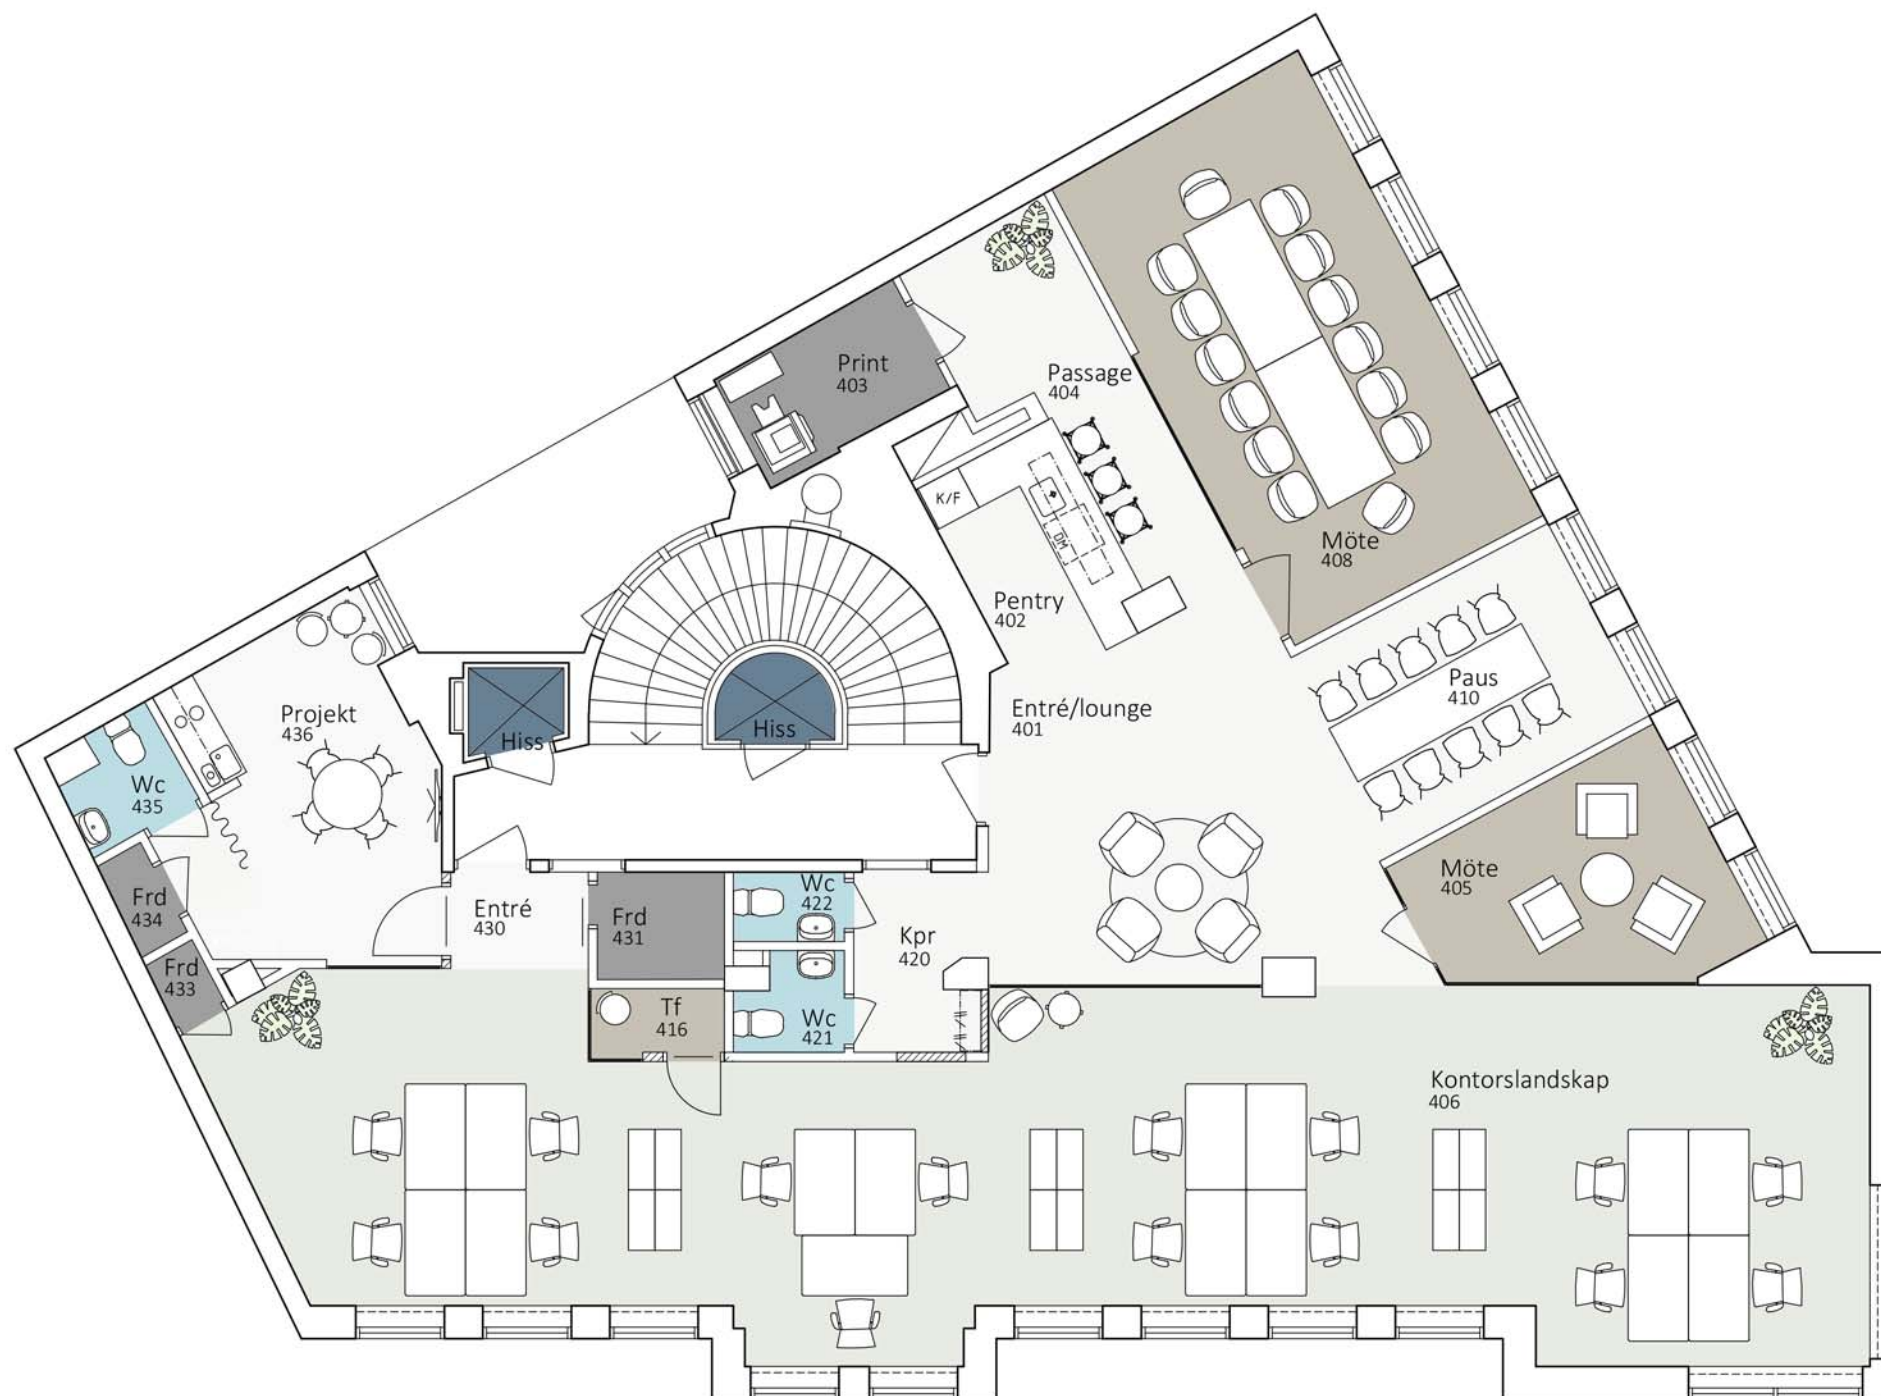 Print
403
Passage
404
K/F
DM
Möte
408
Pentry
402
Paus
410
Projekt
436
Entré/lounge
401
Hiss
Hiss
Wc
435
Möte
405
Wc
422
Frd
434
Entré
430
Frd
431
Kpr
420
Frd
433
Tf
416
Wc
421
Kontorslandskap
406